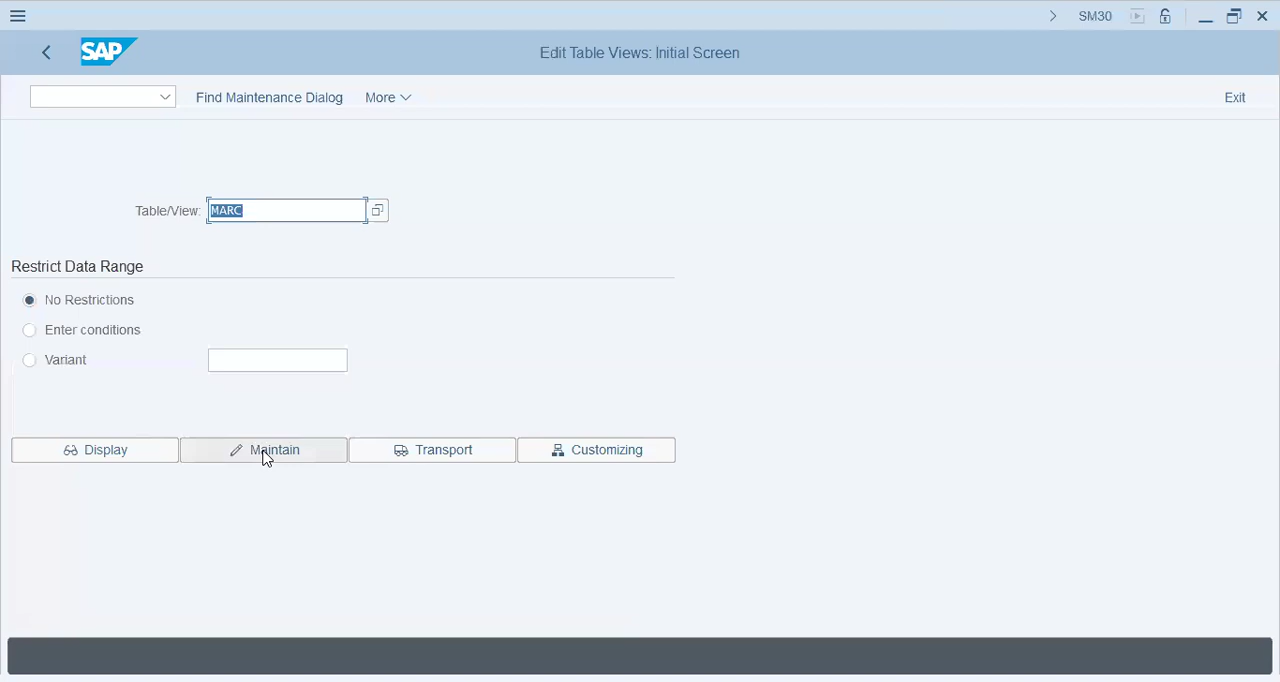 SM30
SAP
Edit Table Views: Initial Screen
Find Maintenance Dialog More Exit
Table/View: MARC
Restrict Data Range
No Restrictions
Enter conditions
Variant
Display Maintain Transport Customizing